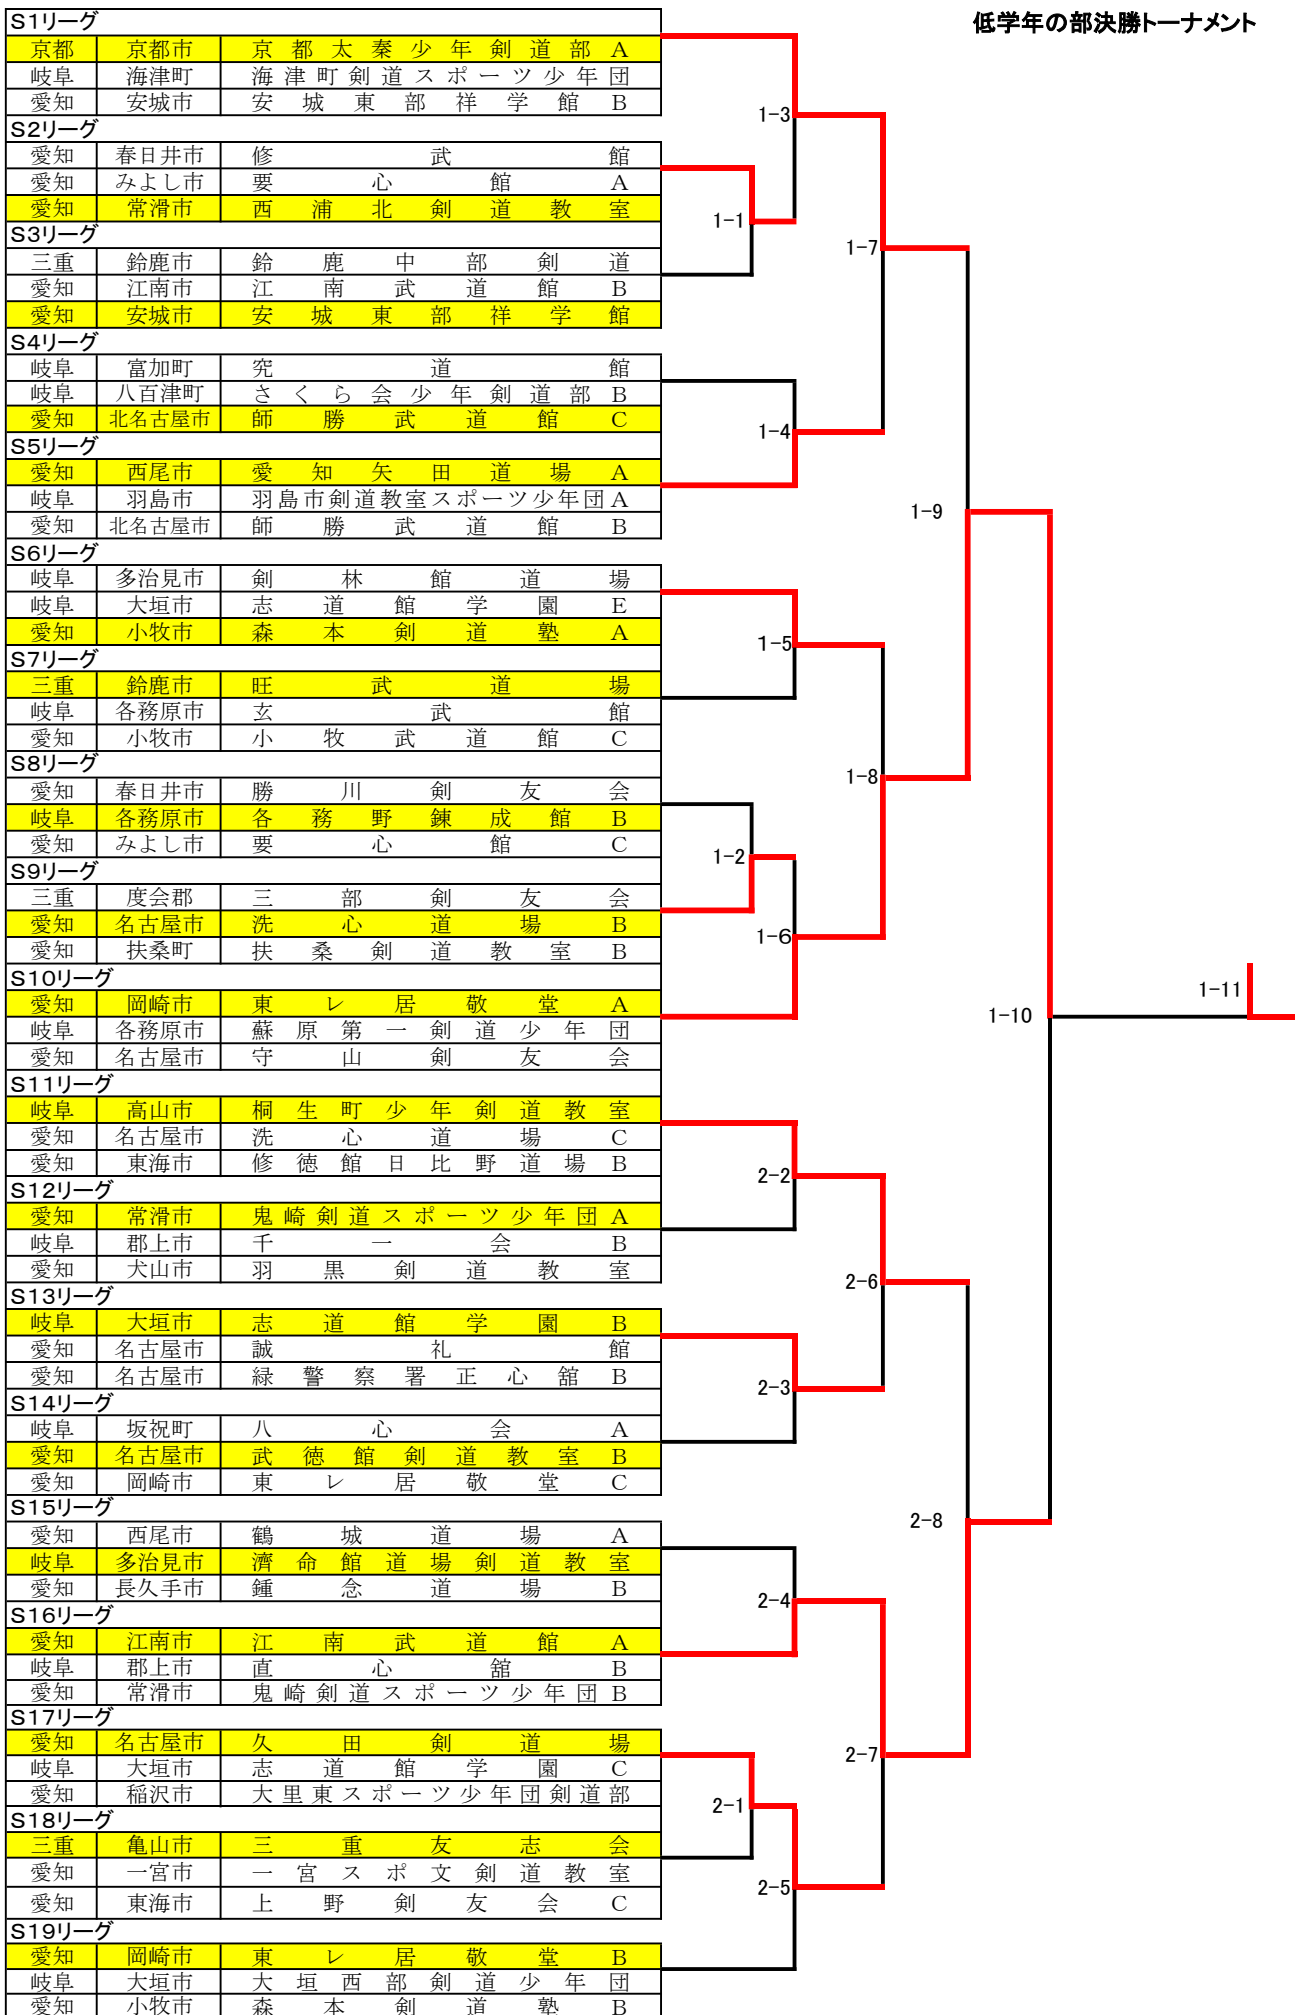 低学年の部決勝トーナメント
S1リーグ
京都 京都市 京都太秦少年剣道部A
岐阜 海津町 海津町剣道スポーツ少年団
愛知 安城市 安城東部祥学館B
S2リーグ
愛知 春日井市 修武館
愛知 みよし市 要心館A
愛知 常滑市 西浦北剣道教室
S3リーグ
三重 鈴鹿市 鈴鹿中部剣道
愛知 江南市 江南武道館B
愛知 安城市 安城東部祥学館
S4リーグ
岐阜 富加町 究道館
岐阜 八百津町 さくら会少年剣道部B
愛知 北名古屋市 師勝武道館C
S5リーグ
愛知 西尾市 愛知矢田道場A
岐阜 羽島市 羽島市剣道教室スポーツ少年団A
愛知 北名古屋市 師勝武道館B
S6リーグ
岐阜 多治見市 剣林館道場
岐阜 大垣市 志道館学園E
愛知 小牧市 森本剣道塾A
S7リーグ
三重 鈴鹿市 旺武道場
岐阜 各務原市 玄武館
愛知 小牧市 小牧武道館C
S8リーグ
愛知 春日井市 勝川剣友会
岐阜 各務原市 各務野錬成館B
愛知 みよし市 要心館C
S9リーグ
三重 度会郡 三部剣友会
愛知 名古屋市 洗心道場B
愛知 扶桑町 扶桑剣道教室B
S10リーグ
愛知 岡崎市 東レ居敬堂A
岐阜 各務原市 蘇原第一剣道少年団
愛知 名古屋市 守山剣友会
S11リーグ
岐阜 高山市 桐生町少年剣道教室
愛知 名古屋市 洗心道場C
愛知 東海市 修徳館日比野道場B
S12リーグ
愛知 常滑市 鬼崎剣道スポーツ少年団A
岐阜 郡上市 千一会B
愛知 犬山市 羽黒剣道教室
S13リーグ
岐阜 大垣市 志道館学園B
愛知 名古屋市 誠礼館
愛知 名古屋市 緑警察署正心舘B
S14リーグ
岐阜 坂祝町 八心会A
愛知 名古屋市 武徳館剣道教室B
愛知 岡崎市 東レ居敬堂C
S15リーグ
愛知 西尾市 鶴城道場A
岐阜 多治見市 濟命館道場剣道教室
愛知 長久手市 鍾念道場B
S16リーグ
愛知 江南市 江南武道館A
岐阜 郡上市 直心舘B
愛知 常滑市 鬼崎剣道スポーツ少年団B
S17リーグ
愛知 名古屋市 久田剣道場
岐阜 大垣市 志道館学園C
愛知 稲沢市 大里東スポーツ少年団剣道部
S18リーグ
三重 亀山市 三重友志会
愛知 一宮市 一宮スポ文剣道教室
愛知 東海市 上野剣友会C
S19リーグ
愛知 岡崎市 東レ居敬堂B
岐阜 大垣市 大垣西部剣道少年団
愛知 小牧市 森本剣道塾B
1-3
1-1
1-7
1-4
1-9
1-5
1-8
1-2
1-6
1-11
1-10
2-2
2-6
2-3
2-8
2-4
2-7
2-1
2-5